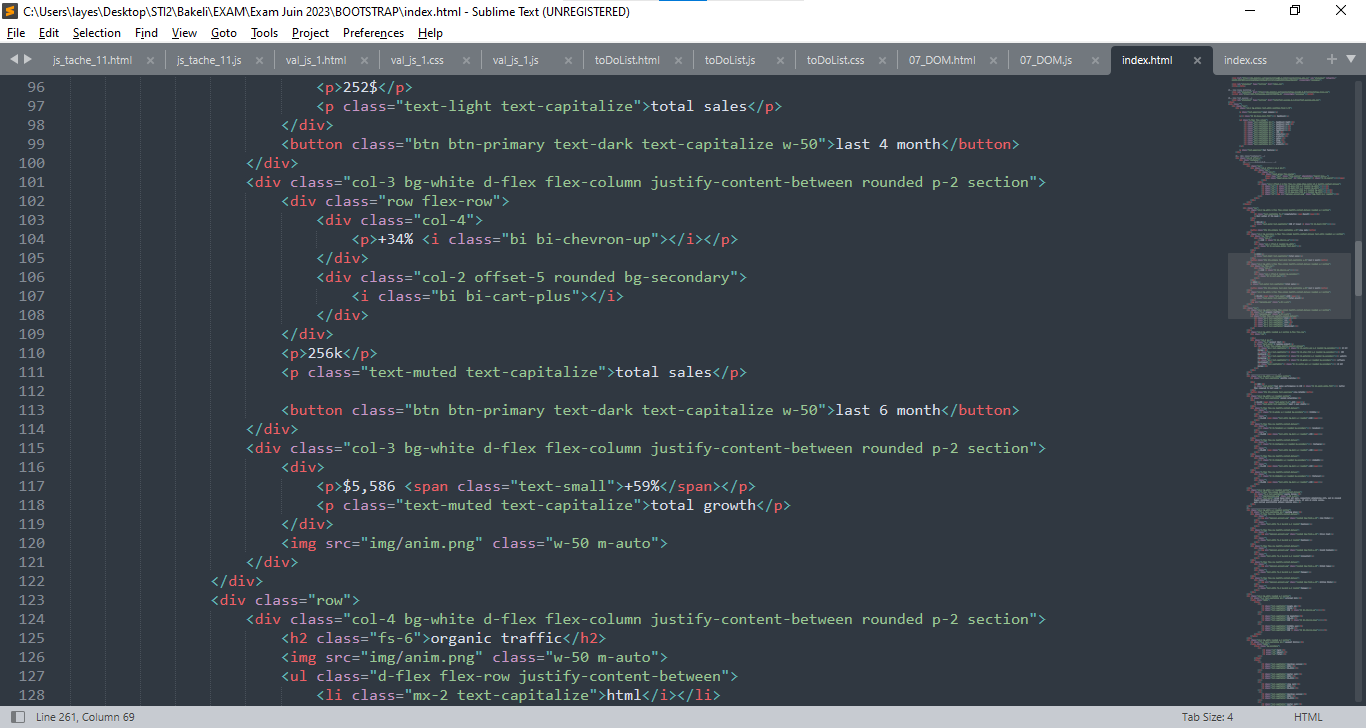 C:\Users\layes\Desktop\STI2\Bakeli\EXAM\Exam Juin 2023\BOOTSTRAP\index.html - Sublime Text (UNREGISTERED)
File Edit Selection Find View Goto Tools Project Preferences Help
js_tache_11.html × js_tache_11.js × val_js_1.html × val_js_1.css × val_js_1.js × toDoList.html × toDoList.js × toDoList.css × 07_DOM.html × 07_DOM.js × index.html × index.css ×
96 <p>252$</p>
97 <p class="text-light text-capitalize">total sales</p>
98 </div>
99 <button class="btn btn-primary text-dark text-capitalize w-50">last 4 month</button>
100 </div>
101 <div class="col-3 bg-white d-flex flex-column justify-content-between rounded p-2 section">
102 <div class="row flex-row">
103 <div class="col-4">
104 <p>+34% <i class="bi bi-chevron-up"></i></p>
105 </div>
106 <div class="col-2 offset-5 rounded bg-secondary">
107 <i class="bi bi-cart-plus"></i>
108 </div>
109 </div>
110 <p>256k</p>
111 <p class="text-muted text-capitalize">total sales</p>
112
113 <button class="btn btn-primary text-dark text-capitalize w-50">last 6 month</button>
114 </div>
115 <div class="col-3 bg-white d-flex flex-column justify-content-between rounded p-2 section">
116 <div>
117 <p>$5,586 <span class="text-small">+59%</span></p>
118 <p class="text-muted text-capitalize">total growth</p>
119 </div>
120 <img src="img/anim.png" class="w-50 m-auto">
121 </div>
122 </div>
123 <div class="row">
124 <div class="col-4 bg-white d-flex flex-column justify-content-between rounded p-2 section">
125 <h2 class="fs-6">organic traffic</h2>
126 <img src="img/anim.png" class="w-50 m-auto">
127 <ul class="d-flex flex-row justify-content-between">
128 <li class="mx-2 text-capitalize">html</i></li>
Line 261, Column 69 Tab Size: 4 HTML